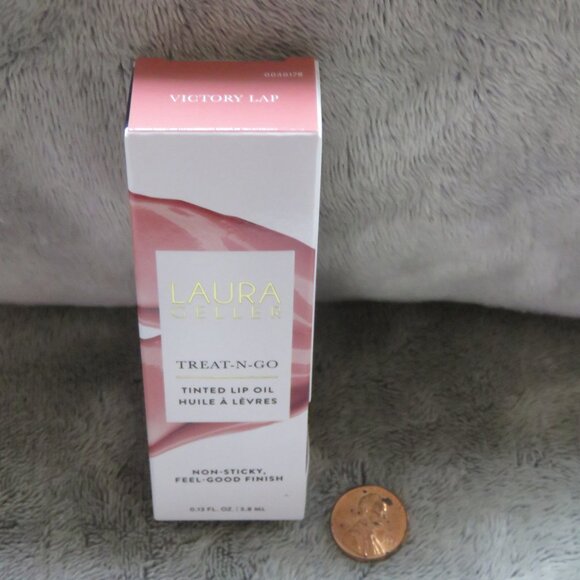 0030178
VICTORY LAP
LAURA
GELLER
TREAT-N-GO
TINTED LIP OIL
HUILE À LÈVRES
NON-STICKY,
FEEL-GOOD FINISH
0.13 FL. OZ / 3.8 ML